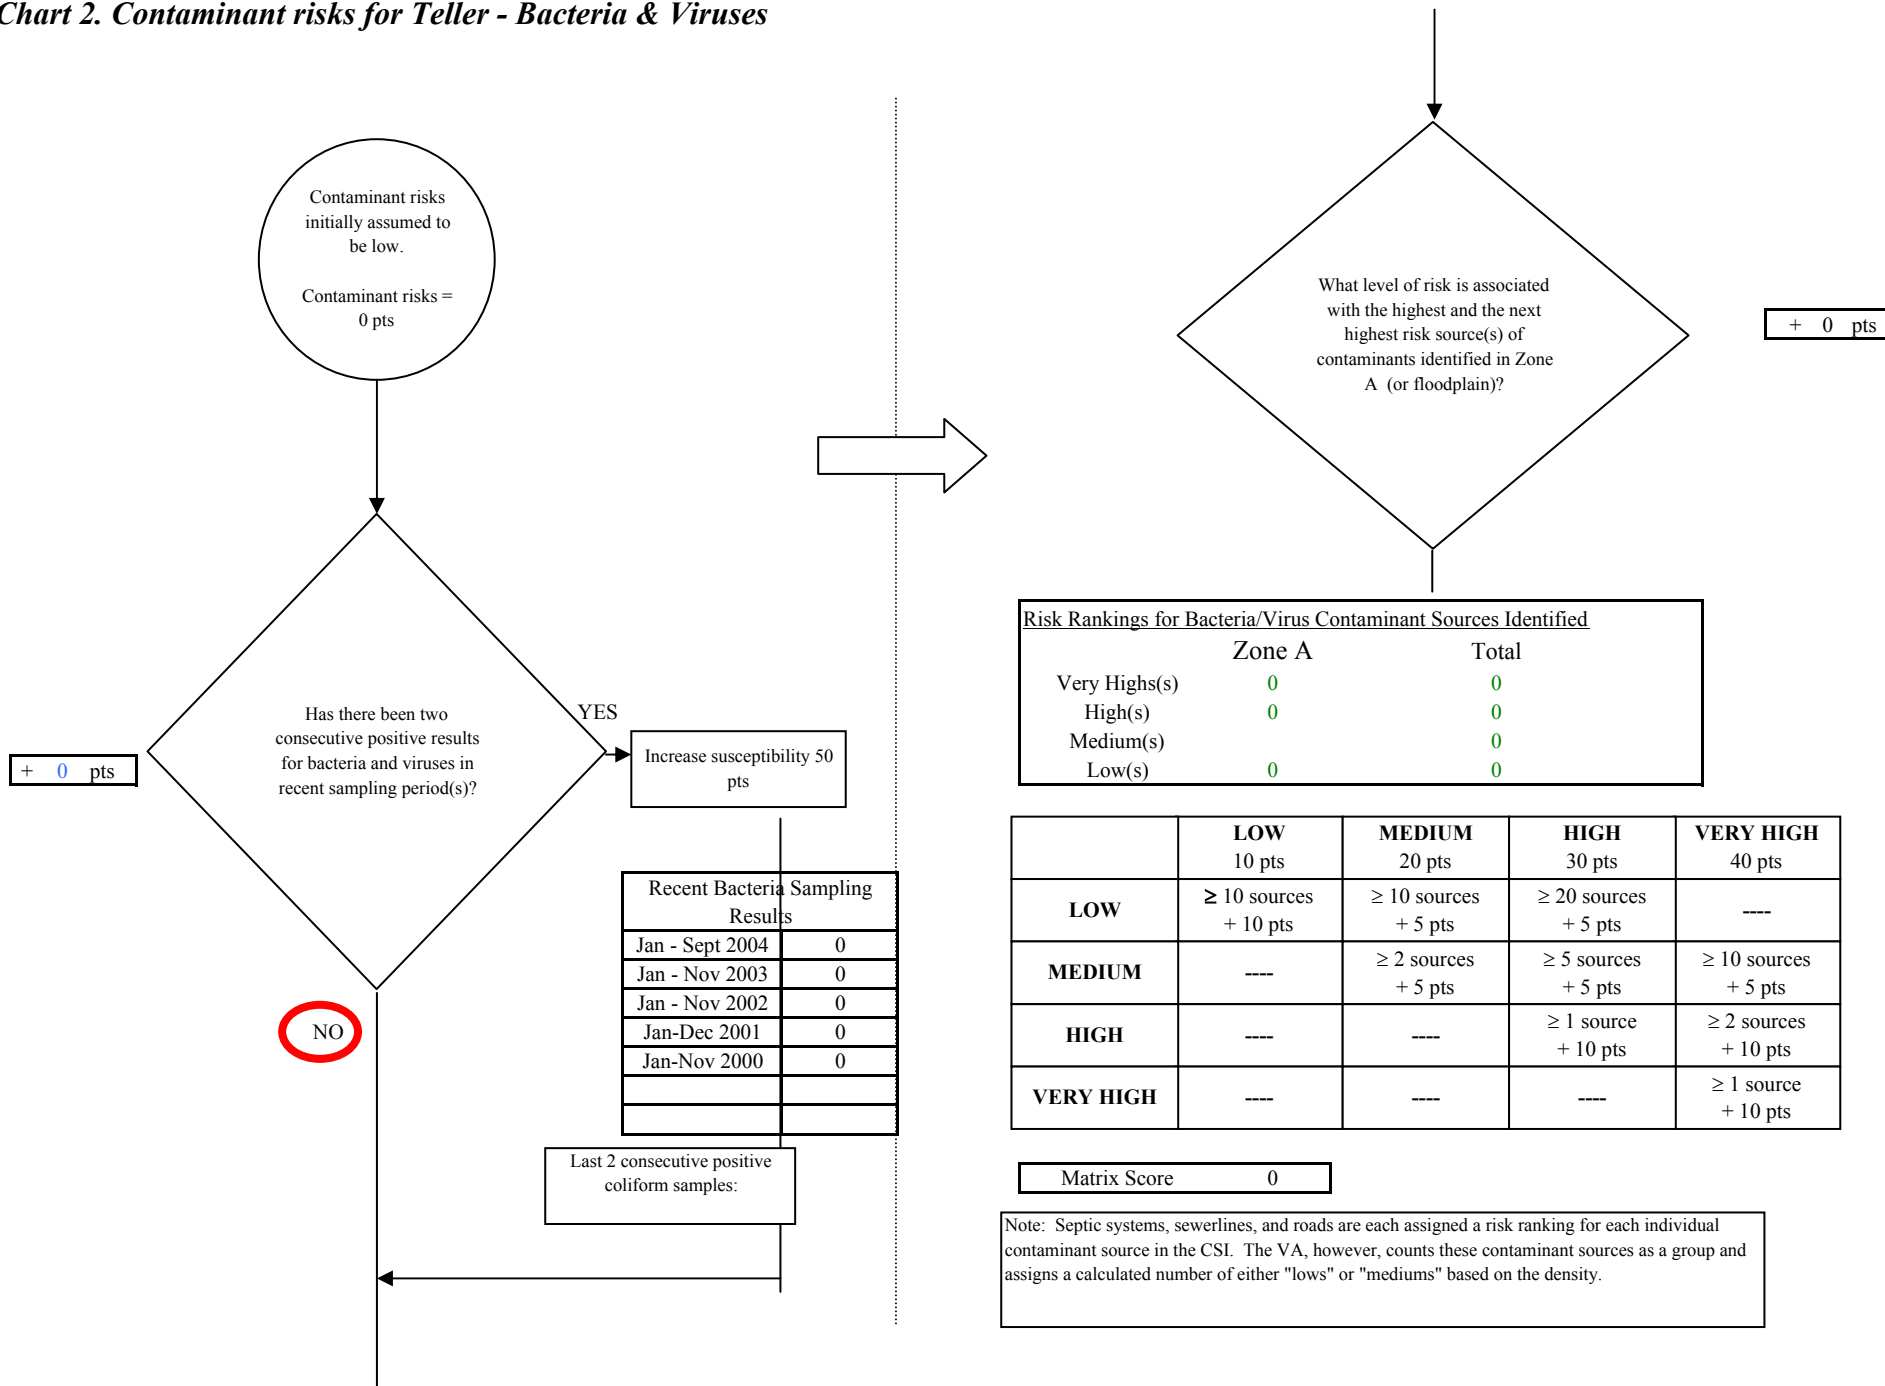 Chart 2. Contaminant risks for Teller - Bacteria & Viruses
Contaminant risks
initially assumed to
be low.
Contaminant risks =
0 pts
Has there been two
consecutive positive results
for bacteria and viruses in
recent sampling period(s)?
+ 0 pts
YES
Increase susceptibility 50
pts
Recent Bacteria Sampling
Results
Jan - Sept 2004 0
Jan - Nov 2003 0
Jan - Nov 2002 0
Jan-Dec 2001 0
Jan-Nov 2000 0
NO
Last 2 consecutive positive
coliform samples:
What level of risk is associated
with the highest and the next
highest risk source(s) of
contaminants identified in Zone
A (or floodplain)?
+ 0 pts
Risk Rankings for Bacteria/Virus Contaminant Sources Identified
Zone A Total
Very Highs(s) 0 0
High(s) 0 0
Medium(s) 0
Low(s) 0 0
LOW MEDIUM HIGH VERY HIGH
10 pts 20 pts 30 pts 40 pts
LOW ≥ 10 sources ≥ 10 sources ≥ 20 sources ----
+ 10 pts + 5 pts + 5 pts
MEDIUM ---- ≥ 2 sources ≥ 5 sources ≥ 10 sources
+ 5 pts + 5 pts + 5 pts
HIGH ---- ---- ≥ 1 source ≥ 2 sources
+ 10 pts + 10 pts
VERY HIGH ---- ---- ---- ≥ 1 source
+ 10 pts
Matrix Score 0
Note: Septic systems, sewerlines, and roads are each assigned a risk ranking for each individual
contaminant source in the CSI. The VA, however, counts these contaminant sources as a group and
assigns a calculated number of either "lows" or "mediums" based on the density.